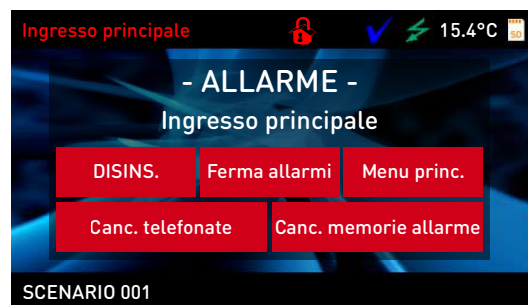 Ingresso principale 15.4°C SD
- ALLARME -
Ingresso principale
DISINS. Ferma allarmi Menu princ.
Canc. telefonate Canc. memorie allarme
SCENARIO 001